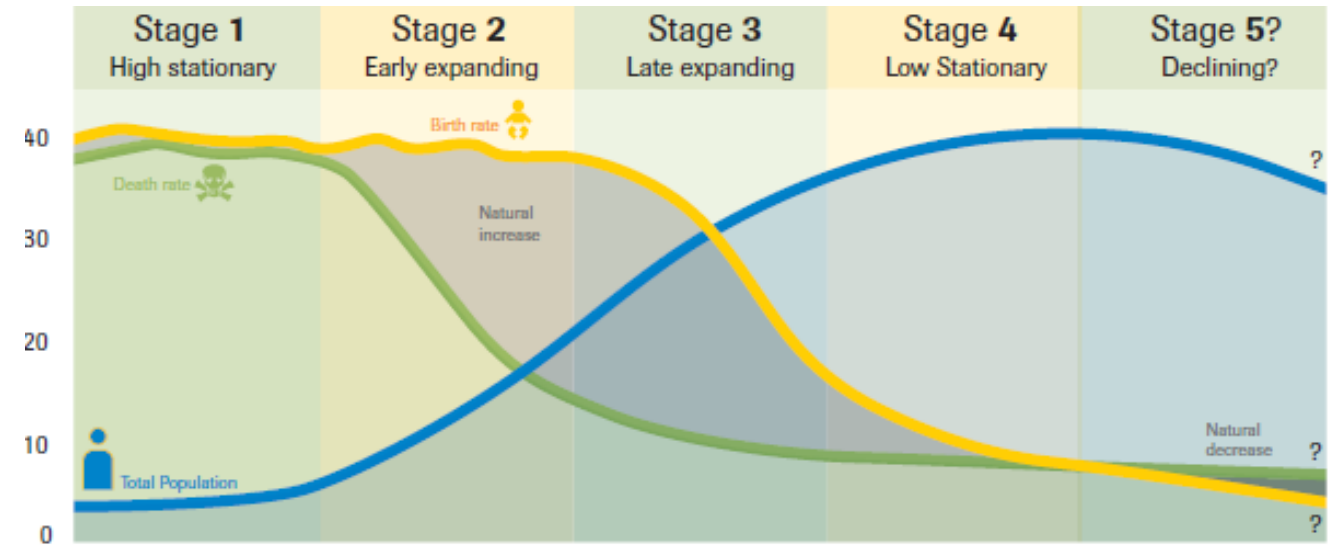 Stage 1
High stationary
Stage 2
Early expanding
Stage 3
Late expanding
Stage 4
Low Stationary
Stage 5?
Declining?
40
30
20
10
0
Birth rate
Death rate
Natural
increase
Total Population
Natural
decrease
?
?
?